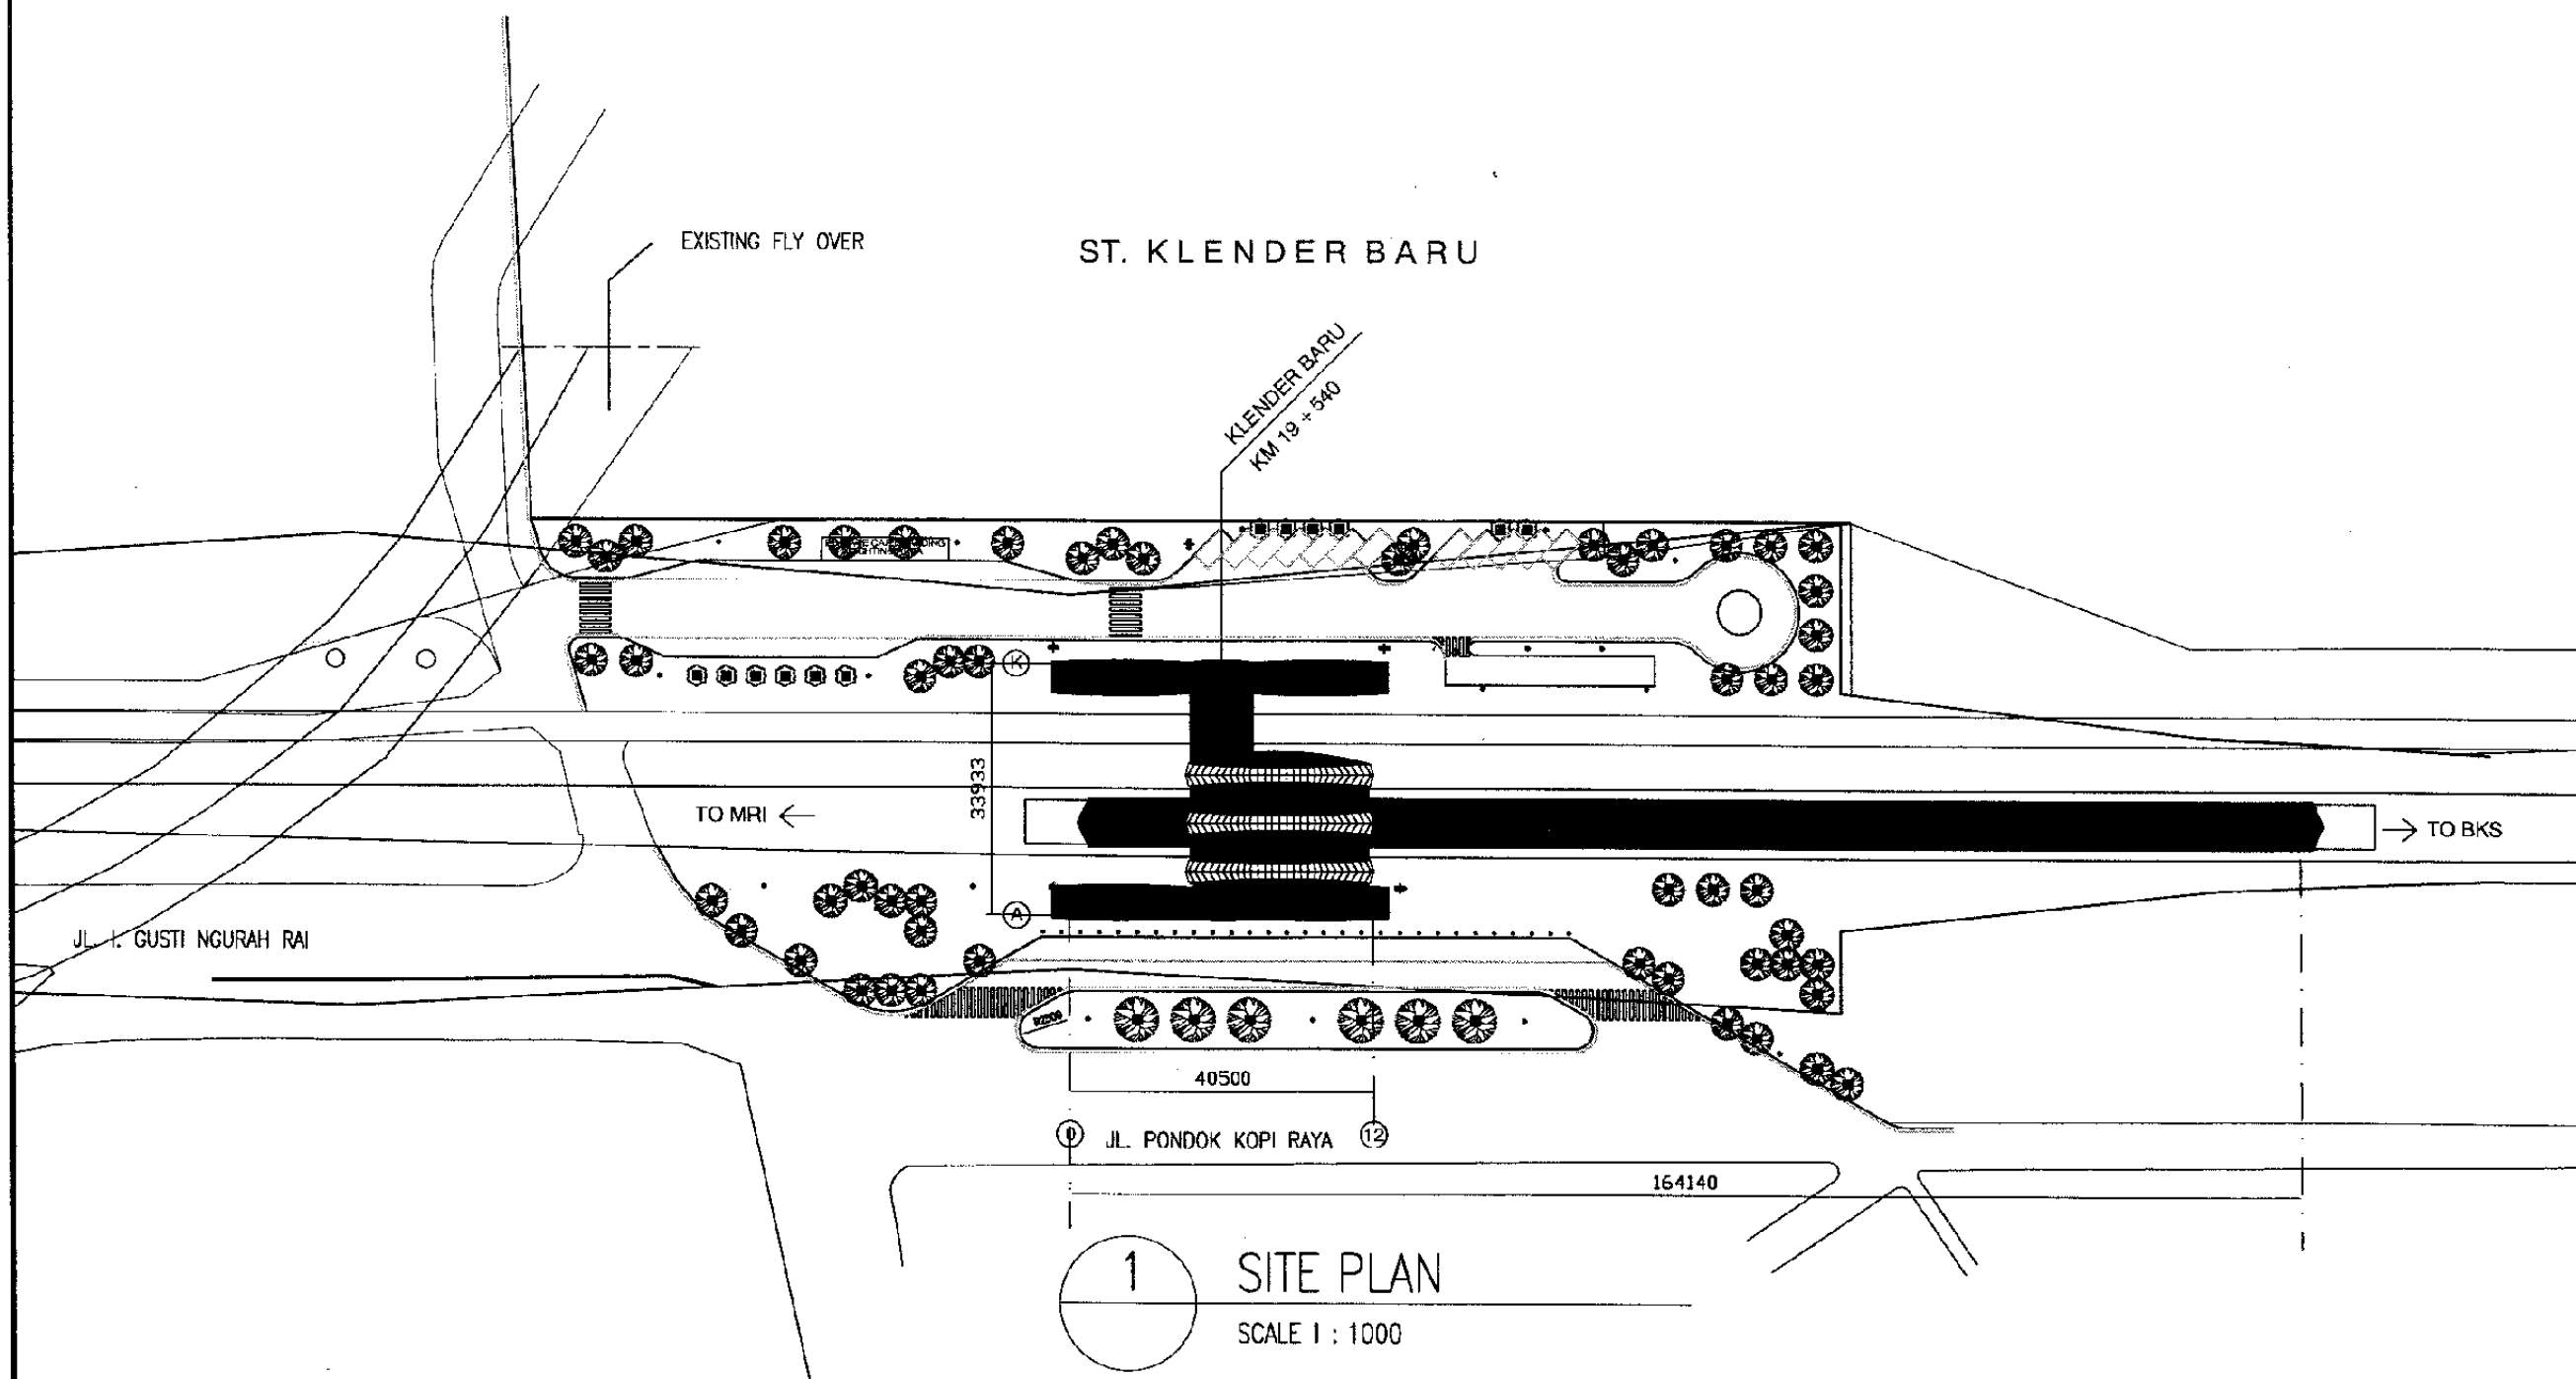 EXISTING FLY OVER
ST. KLENDER BARU
KLENDER BARU
KM 19 + 540
K
33933
TO MRI
TO BKS
A
JL. I. GUSTI NGURAH RAI
40500
JL. PONDOK KOPI RAYA
12
164140
1
SITE PLAN
SCALE 1 : 1000